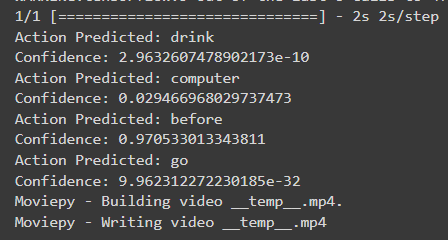 1/1 [==============================] - 2s 2s/step
Action Predicted: drink
Confidence: 2.9632607478902173e-10
Action Predicted: computer
Confidence: 0.029466968029737473
Action Predicted: before
Confidence: 0.970533013343811
Action Predicted: go
Confidence: 9.962312272230185e-32
Moviepy - Building video __temp__.mp4.
Moviepy - Writing video __temp__.mp4